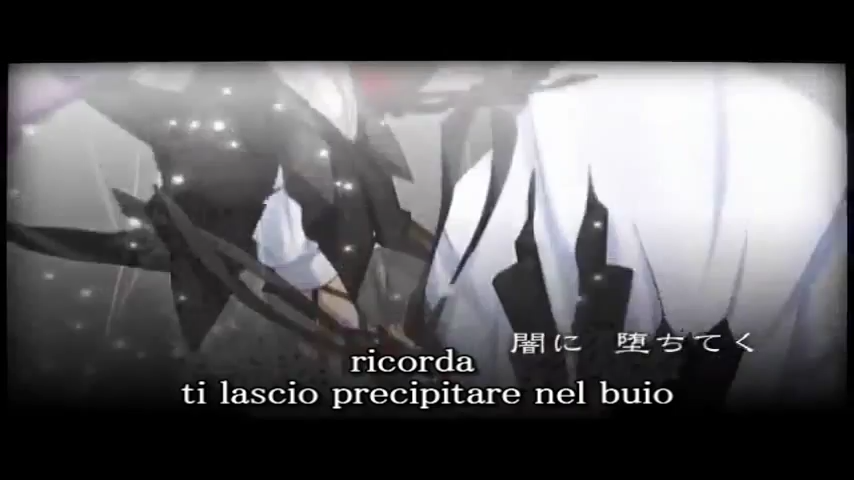 闇に 堕ちてく
ricorda
ti lascio precipitare nel buio